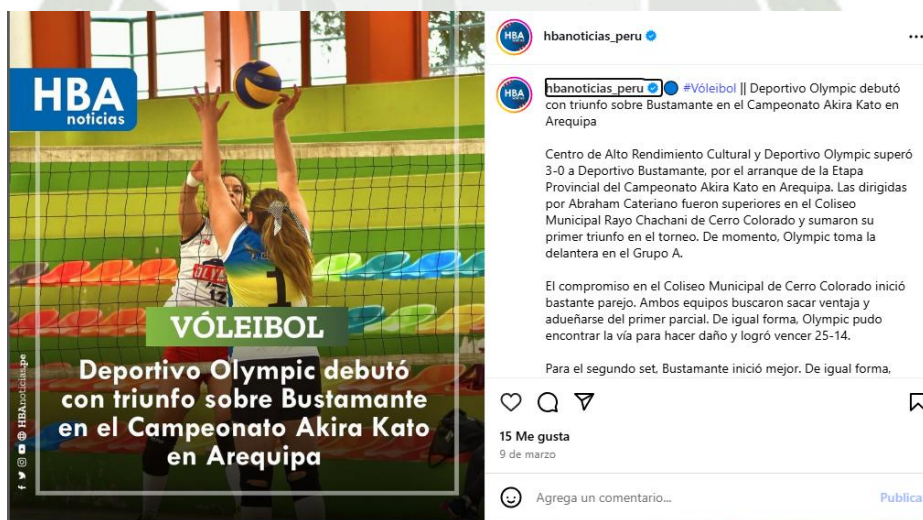 HBA
noticias
OLYM
12
1
VÓLEIBOL
Deportivo Olympic debutó
con triunfo sobre Bustamante
en el Campeonato Akira Kato
en Arequipa
HBAnoticias.pe
HBA
hbanoticias_peru
HBA
hbanoticias_peru #Vóleibol || Deportivo Olympic debutó
con triunfo sobre Bustamante en el Campeonato Akira Kato en
Arequipa
Centro de Alto Rendimiento Cultural y Deportivo Olympic superó
3-0 a Deportivo Bustamante, por el arranque de la Etapa
Provincial del Campeonato Akira Kato en Arequipa. Las dirigidas
por Abraham Cateriano fueron superiores en el Coliseo
Municipal Rayo Chachani de Cerro Colorado y sumaron su
primer triunfo en el torneo. De momento, Olympic toma la
delantera en el Grupo A.
El compromiso en el Coliseo Municipal de Cerro Colorado inició
bastante parejo. Ambos equipos buscaron sacar ventaja y
adueñarse del primer parcial. De igual forma, Olympic pudo
encontrar la vía para hacer daño y logró vencer 25-14.
Para el segundo set, Bustamante inició mejor. De igual forma,
15 Me gusta
9 de marzo
Agrega un comentario...
Publica